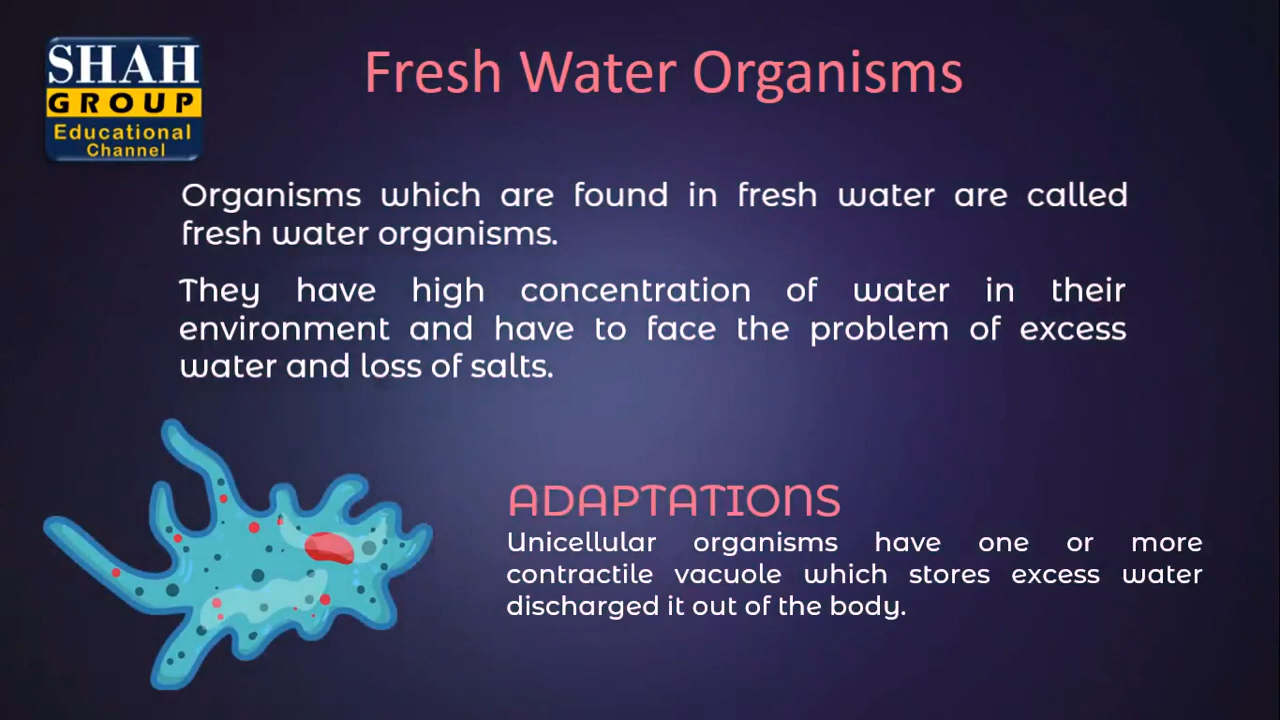 SHAH
GROUP
Educational
Channel
Fresh Water Organisms
Organisms which are found in fresh water are called
fresh water organisms.
They have high concentration of water in their
environment and have to face the problem of excess
water and loss of salts.
ADAPTATIONS
Unicellular organisms have one or more
contractile vacuole which stores excess water
discharged it out of the body.